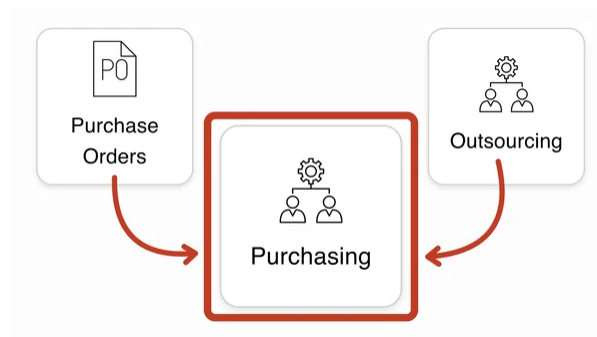 PO
Purchase
Orders
Outsourcing
Purchasing